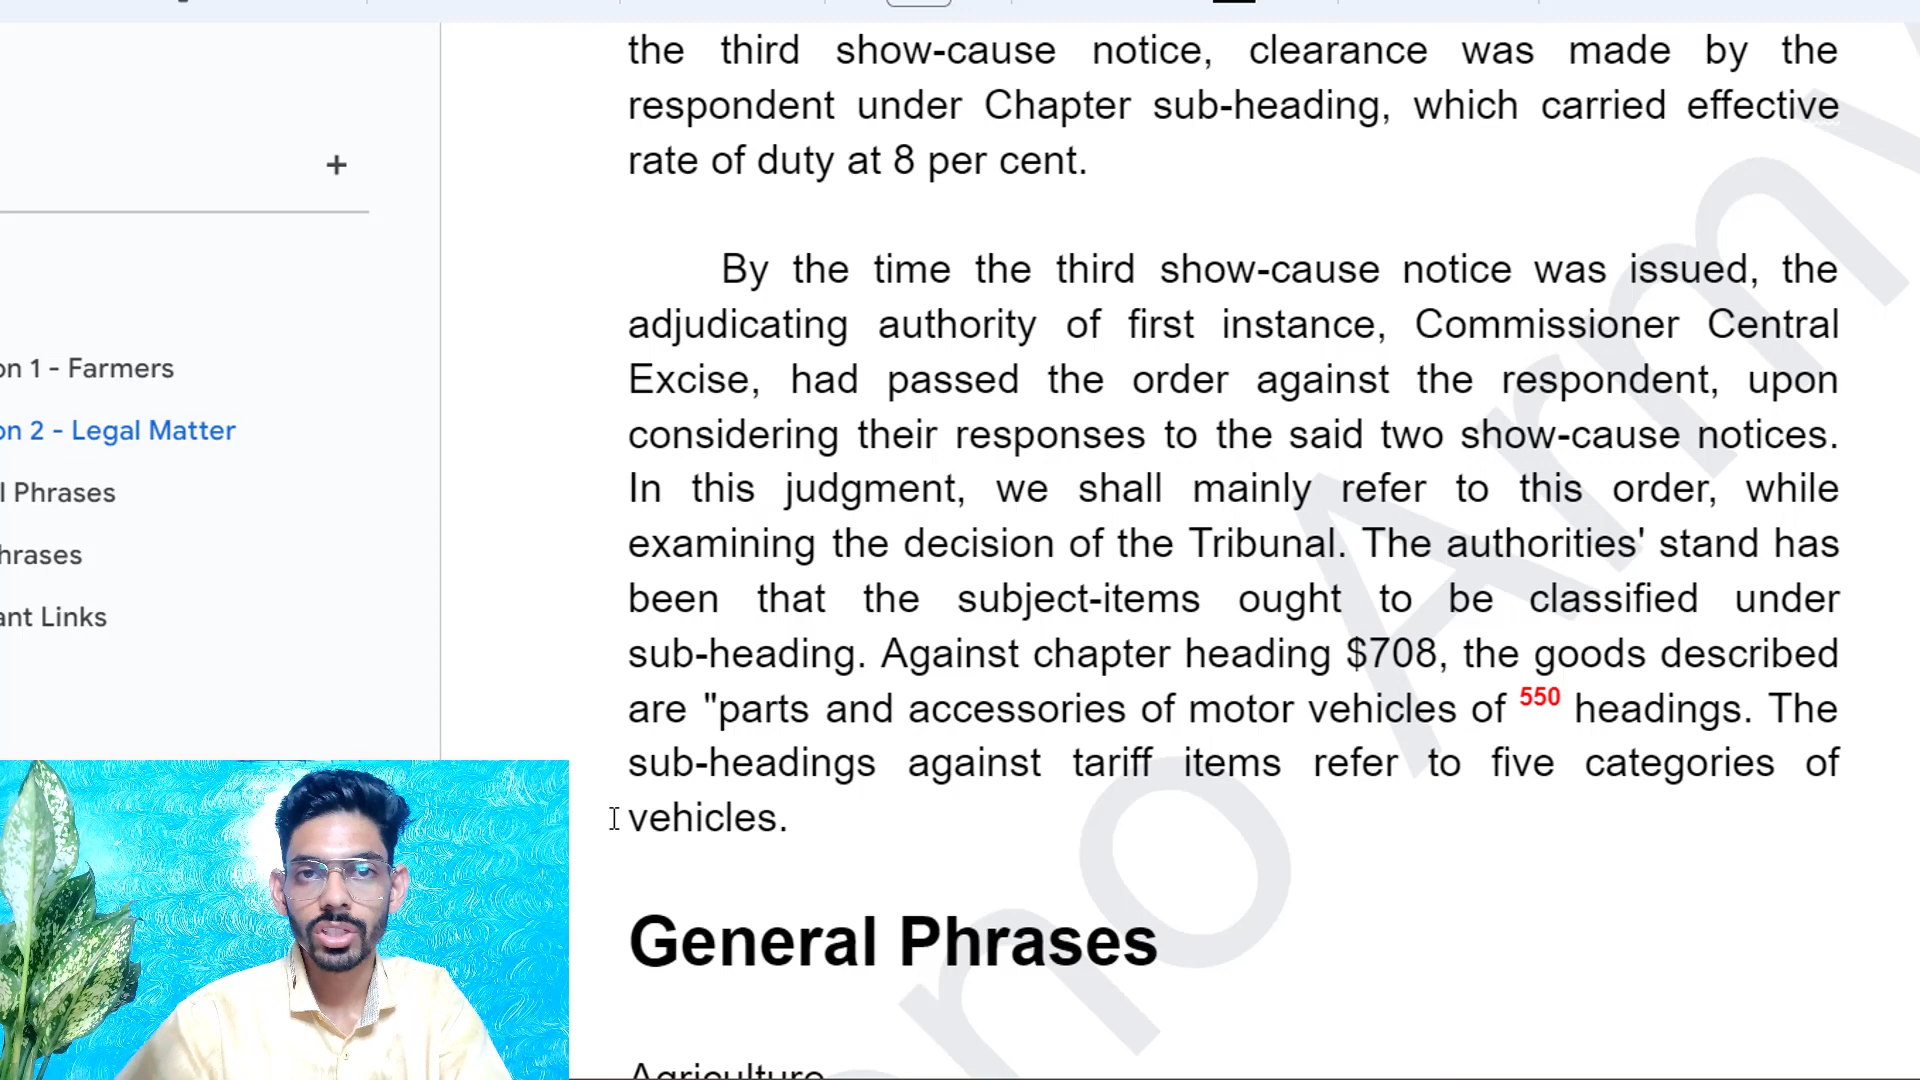 the third show-cause notice, clearance was made by the
respondent under Chapter sub-heading, which carried effective
rate of duty at 8 per cent.
By the time the third show-cause notice was issued, the
adjudicating authority of first instance, Commissioner Central
Excise, had passed the order against the respondent, upon
considering their responses to the said two show-cause notices.
In this judgment, we shall mainly refer to this order, while
examining the decision of the Tribunal. The authorities' stand has
been that the subject-items ought to be classified under
sub-heading. Against chapter heading $708, the goods described
are "parts and accessories of motor vehicles of 550 headings. The
sub-headings against tariff items refer to five categories of
vehicles.
General Phrases
Agriculture
+
on 1 - Farmers
on 2 - Legal Matter
l Phrases
hrases
ant Links
no Army